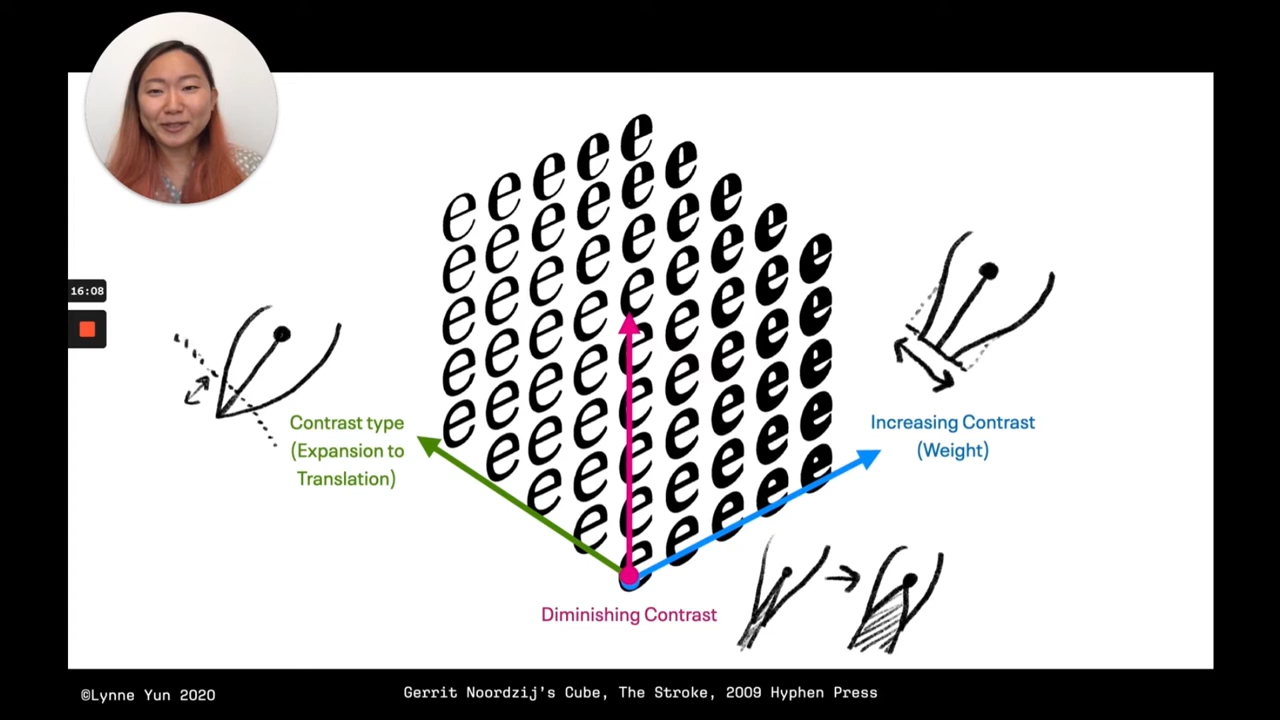 e e e e e
e e e e e e
e e e e e e e
e e e e e e e e
e e e e e e e e e
e e e e e e e e e
e e e e e e e e
e e e e e e
e e e
16:08
Contrast type
(Expansion to
Translation)
Increasing Contrast
(Weight)
Diminishing Contrast
©Lynne Yun 2020
Gerrit Noordzij's Cube, The Stroke, 2009 Hyphen Press